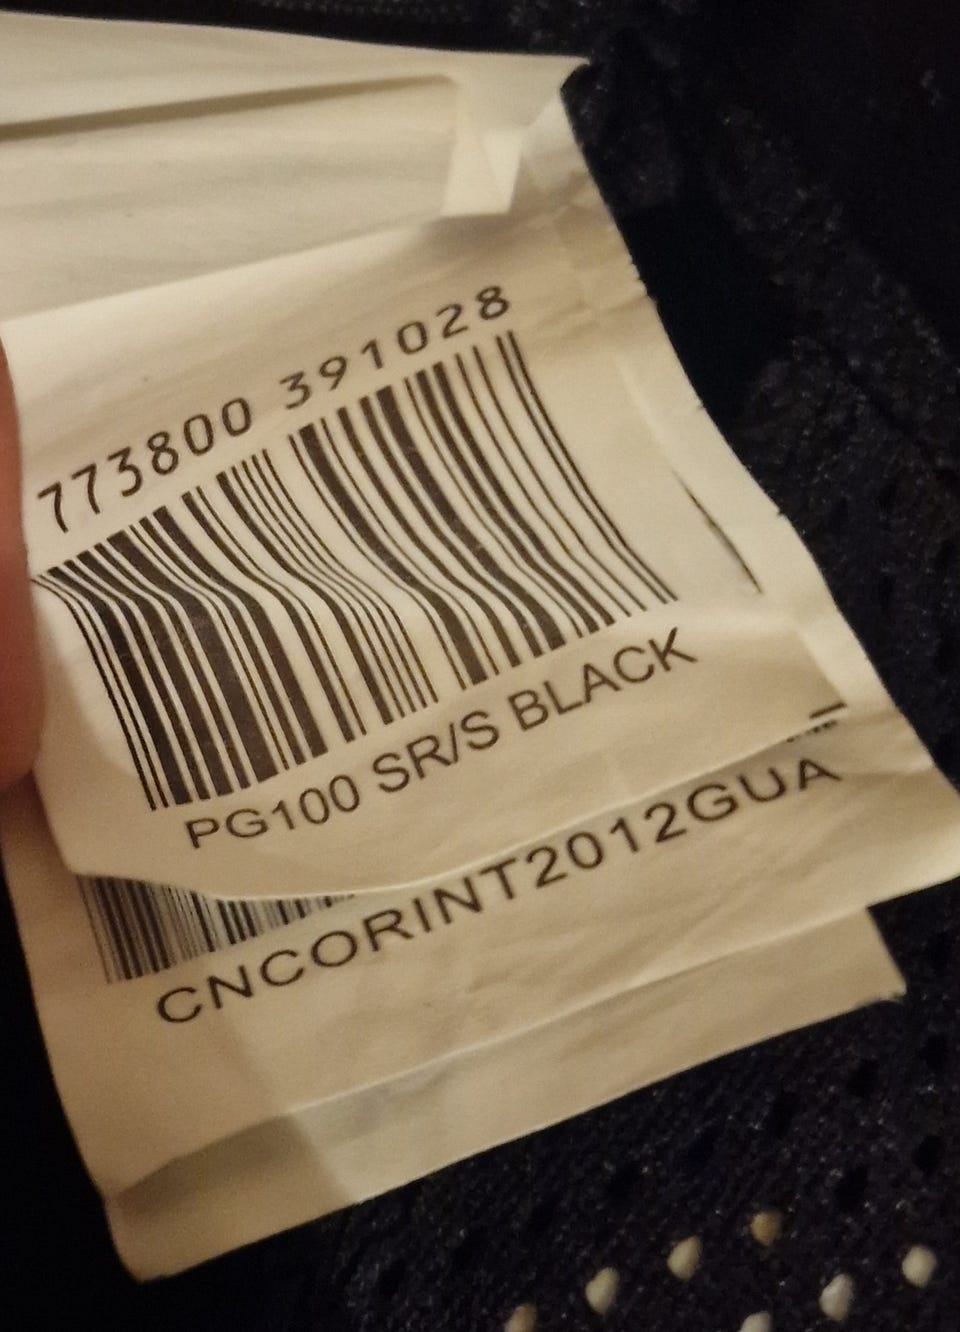 773800 391028
PG100 SR/S BLACK
CNCORINT2012GUA